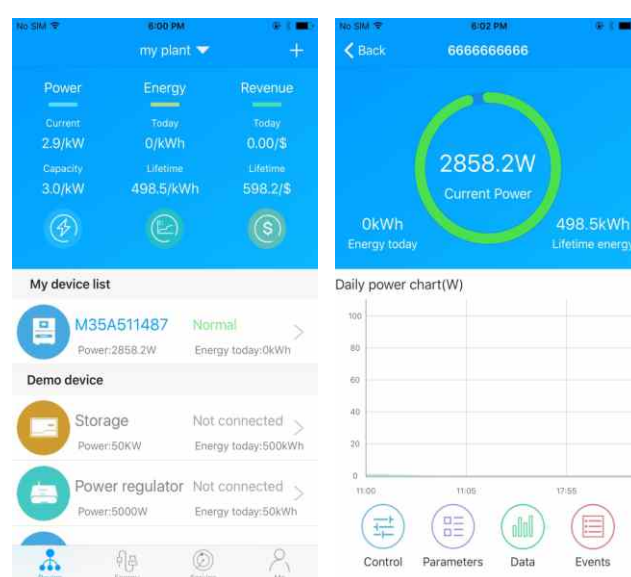 No SIM 6:00 PM
my plant
Power Energy Revenue
Current Today Today
2.9/kW 0/kWh 0.00/$
Capacity Lifetime Lifetime
3.0/kW 498.5/kWh 598.2/$
My device list
M35A511487 Normal
Power:2858.2W Energy today:0kWh
Demo device
Storage Not connected
Power:50KW Energy today:500kWh
Power regulator Not connected
Power:5000W Energy today:50kWh
No SIM 6:02 PM
Back 6666666666
2858.2W
Current Power
0kWh 498.5kWh
Energy today Lifetime energy
Daily power chart(W)
100
80
60
40
20
0
11:00 11:05 17:55
Control Parameters Data Events